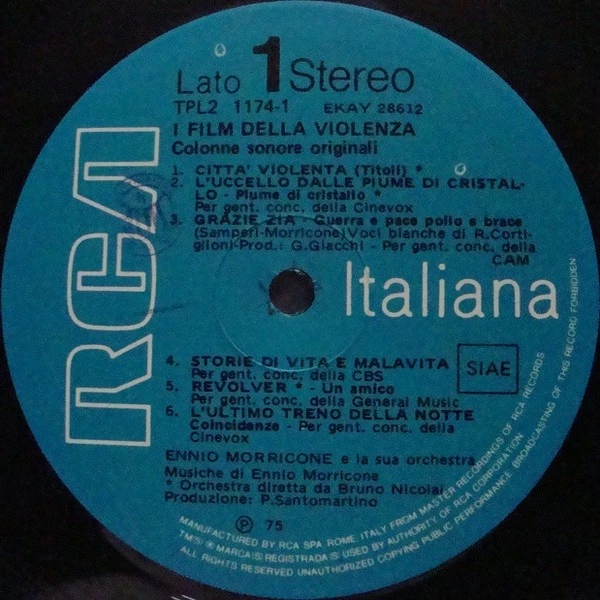 Lato 1 Stereo
TPL2 1174-1 EKAY 28612
I FILM DELLA VIOLENZA
Colonne sonore originali
1. CITTA' VIOLENTA (Titoli) *
2. L'UCCELLO DALLE PIUME DI CRISTAL-
LO - Piume di cristallo *
Per gent. conc. della Cinevox
3. GRAZIE ZIA - Guerra e pace pollo e brace
(Samperi-Morricone) Voci bianche di R.Corti-
glioni-Prod.: G.Giacchi - Per gent. conc. della
CAM
RCA Italiana
4. STORIE DI VITA E MALAVITA
Per gent. conc. della CBS
5. REVOLVER * - Un amico
Per gent. conc. della General Music
6. L'ULTIMO TRENO DELLA NOTTE
Coincidenze - Per gent. conc. della
Cinevox
SIAE
ENNIO MORRICONE e la sua orchestra
Musiche di Ennio Morricone
* Orchestra diretta da Bruno Nicolai
Produzione: P.Santomartino
Ⓟ 75
MANUFACTURED BY RCA SPA ROME ITALY FROM MASTER RECORDINGS OF RCA RECORDS
TM(S) ® MARCA(S) REGISTRADA(S) USED BY AUTHORITY OF RCA CORPORATION
ALL RIGHTS RESERVED UNAUTHORIZED COPYING PUBLIC PERFORMANCE BROADCASTING OF THIS RECORD FORBIDDEN